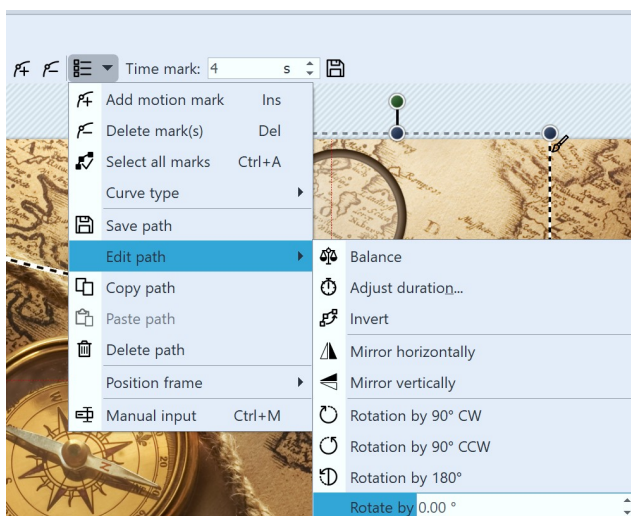 Time mark: 4 s
Add motion mark Ins
Delete mark(s) Del
Select all marks Ctrl+A
Curve type
Save path
Edit path
Copy path
Paste path
Delete path
Position frame
Manual input Ctrl+M
Balance
Adjust duration...
Invert
Mirror horizontally
Mirror vertically
Rotation by 90° CW
Rotation by 90° CCW
Rotation by 180°
Rotate by 0.00 °